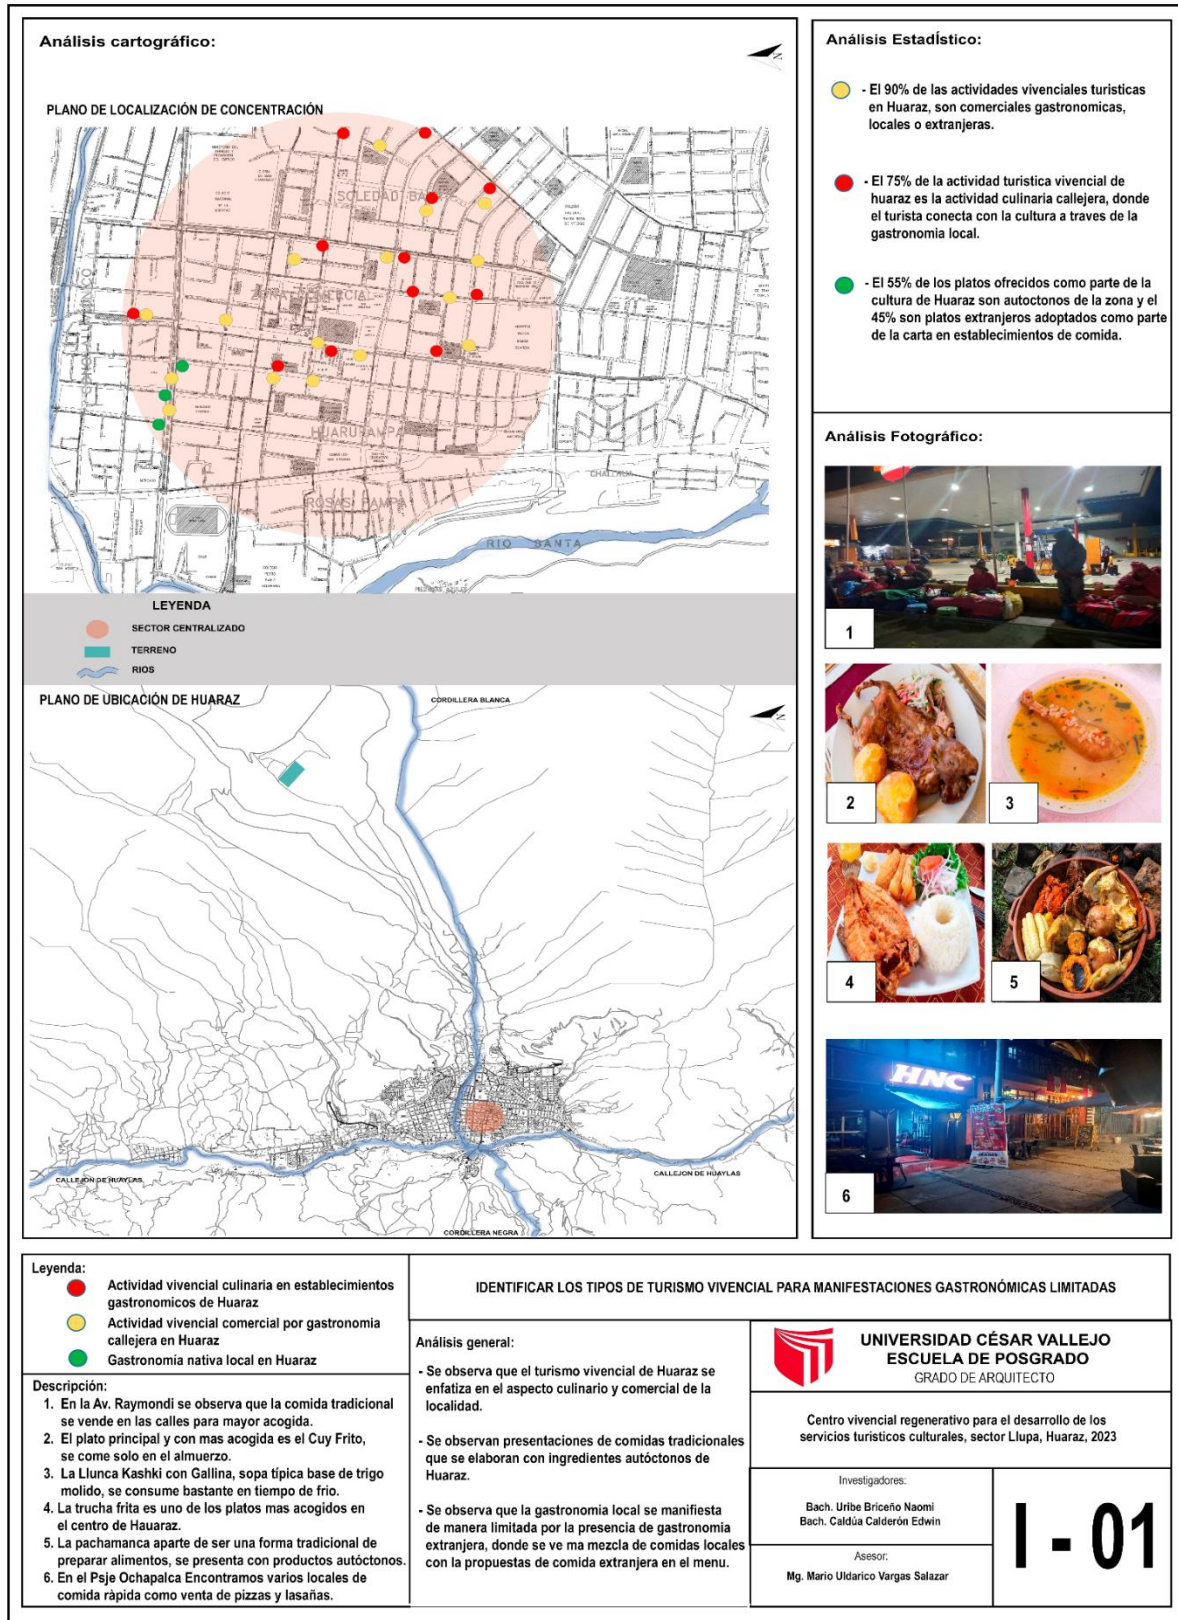 Análisis cartográfico:
N
PLANO DE LOCALIZACIÓN DE CONCENTRACIÓN
SOLEDAD BA
HUARUPAMPA
ROSAS PAMPA
CHALLHUA
RIO SANTA
LEYENDA
SECTOR CENTRALIZADO
TERRENO
RIOS
PLANO DE UBICACIÓN DE HUARAZ
CORDILLERA BLANCA
N
CALLEJON DE HUAYLAS
CALLEJON DE HUAYLAS
CORDILLERA NEGRA
Análisis Estadístico:
- El 90% de las actividades vivenciales turisticas
en Huaraz, son comerciales gastronomicas,
locales o extranjeras.
- El 75% de la actividad turistica vivencial de
huaraz es la actividad culinaria callejera, donde
el turista conecta con la cultura a traves de la
gastronomia local.
- El 55% de los platos ofrecidos como parte de la
cultura de Huaraz son autoctonos de la zona y el
45% son platos extranjeros adoptados como parte
de la carta en establecimientos de comida.
Análisis Fotográfico:
1
2
3
4
5
HNC
6
Leyenda:
Actividad vivencial culinaria en establecimientos
gastronomicos de Huaraz
Actividad vivencial comercial por gastronomia
callejera en Huaraz
Gastronomía nativa local en Huaraz
Descripción:
1. En la Av. Raymondi se observa que la comida tradicional
se vende en las calles para mayor acogida.
2. El plato principal y con mas acogida es el Cuy Frito,
se come solo en el almuerzo.
3. La Llunca Kashki con Gallina, sopa típica base de trigo
molido, se consume bastante en tiempo de frio.
4. La trucha frita es uno de los platos mas acogidos en
el centro de Hauaraz.
5. La pachamanca aparte de ser una forma tradicional de
preparar alimentos, se presenta con productos autóctonos.
6. En el Psje Ochapalca Encontramos varios locales de
comida ràpida como venta de pizzas y lasañas.
IDENTIFICAR LOS TIPOS DE TURISMO VIVENCIAL PARA MANIFESTACIONES GASTRONÓMICAS LIMITADAS
Análisis general:
- Se observa que el turismo vivencial de Huaraz se
enfatiza en el aspecto culinario y comercial de la
localidad.
- Se observan presentaciones de comidas tradicionales
que se elaboran con ingredientes autóctonos de
Huaraz.
- Se observa que la gastronomia local se manifiesta
de manera limitada por la presencia de gastronomia
extranjera, donde se ve ma mezcla de comidas locales
con la propuestas de comida extranjera en el menu.
UNIVERSIDAD CÉSAR VALLEJO
ESCUELA DE POSGRADO
GRADO DE ARQUITECTO
Centro vivencial regenerativo para el desarrollo de los
servicios turisticos culturales, sector Llupa, Huaraz, 2023
Investigadores:
Bach. Uribe Briceño Naomi
Bach. Caldúa Calderón Edwin
Asesor:
Mg. Mario Uldarico Vargas Salazar
I - 01